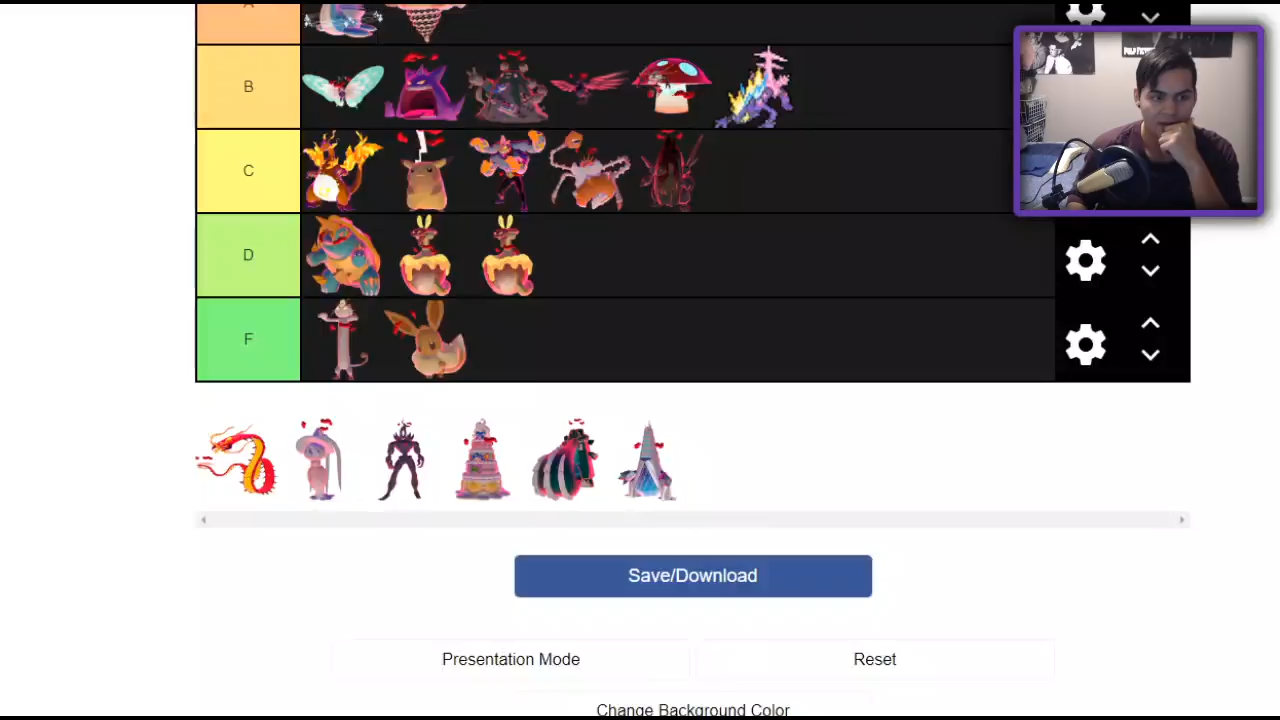 A
B
C
D
F
Save/Download
Presentation Mode
Reset
Change Background Color